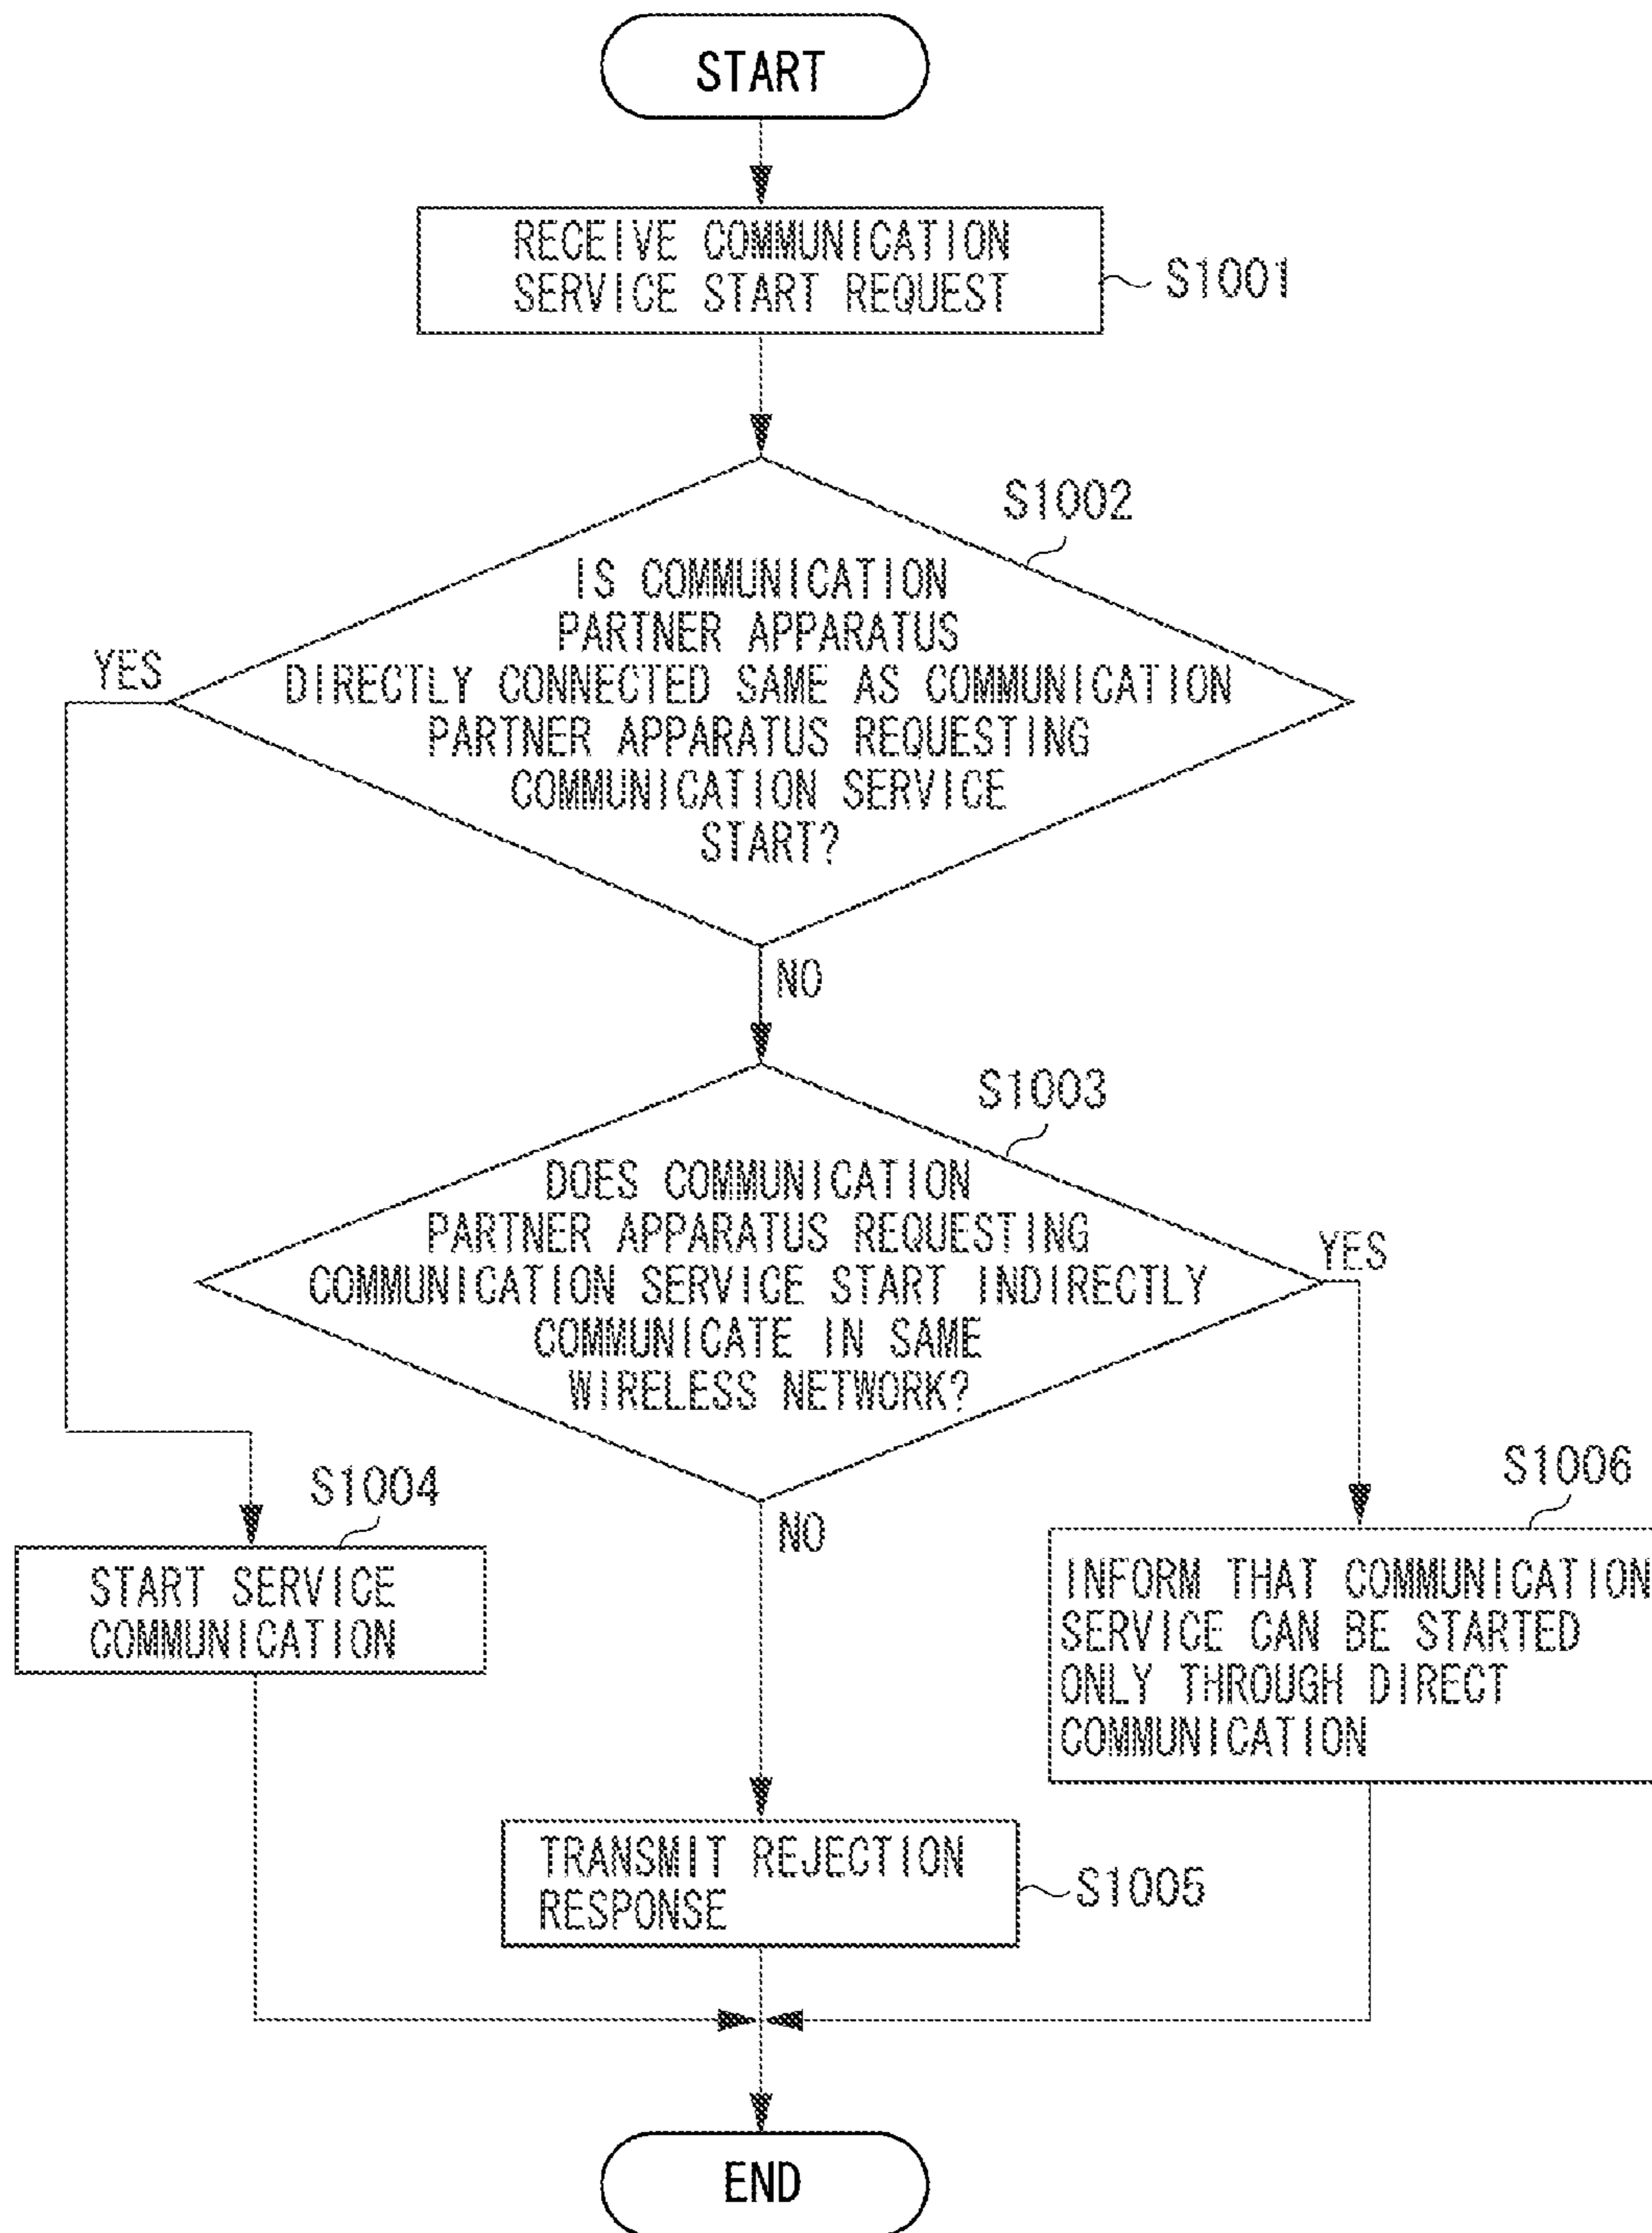 START
RECEIVE COMMUNICATION
SERVICE START REQUEST
S1001
S1002
IS COMMUNICATION
PARTNER APPARATUS
DIRECTLY CONNECTED SAME AS COMMUNICATION
PARTNER APPARATUS REQUESTING
COMMUNICATION SERVICE
START?
YES
NO
S1003
DOES COMMUNICATION
PARTNER APPARATUS REQUESTING
COMMUNICATION SERVICE START INDIRECTLY
COMMUNICATE IN SAME
WIRELESS NETWORK?
YES
NO
S1004
START SERVICE
COMMUNICATION
S1006
INFORM THAT COMMUNICATION
SERVICE CAN BE STARTED
ONLY THROUGH DIRECT
COMMUNICATION
TRANSMIT REJECTION
RESPONSE
S1005
END